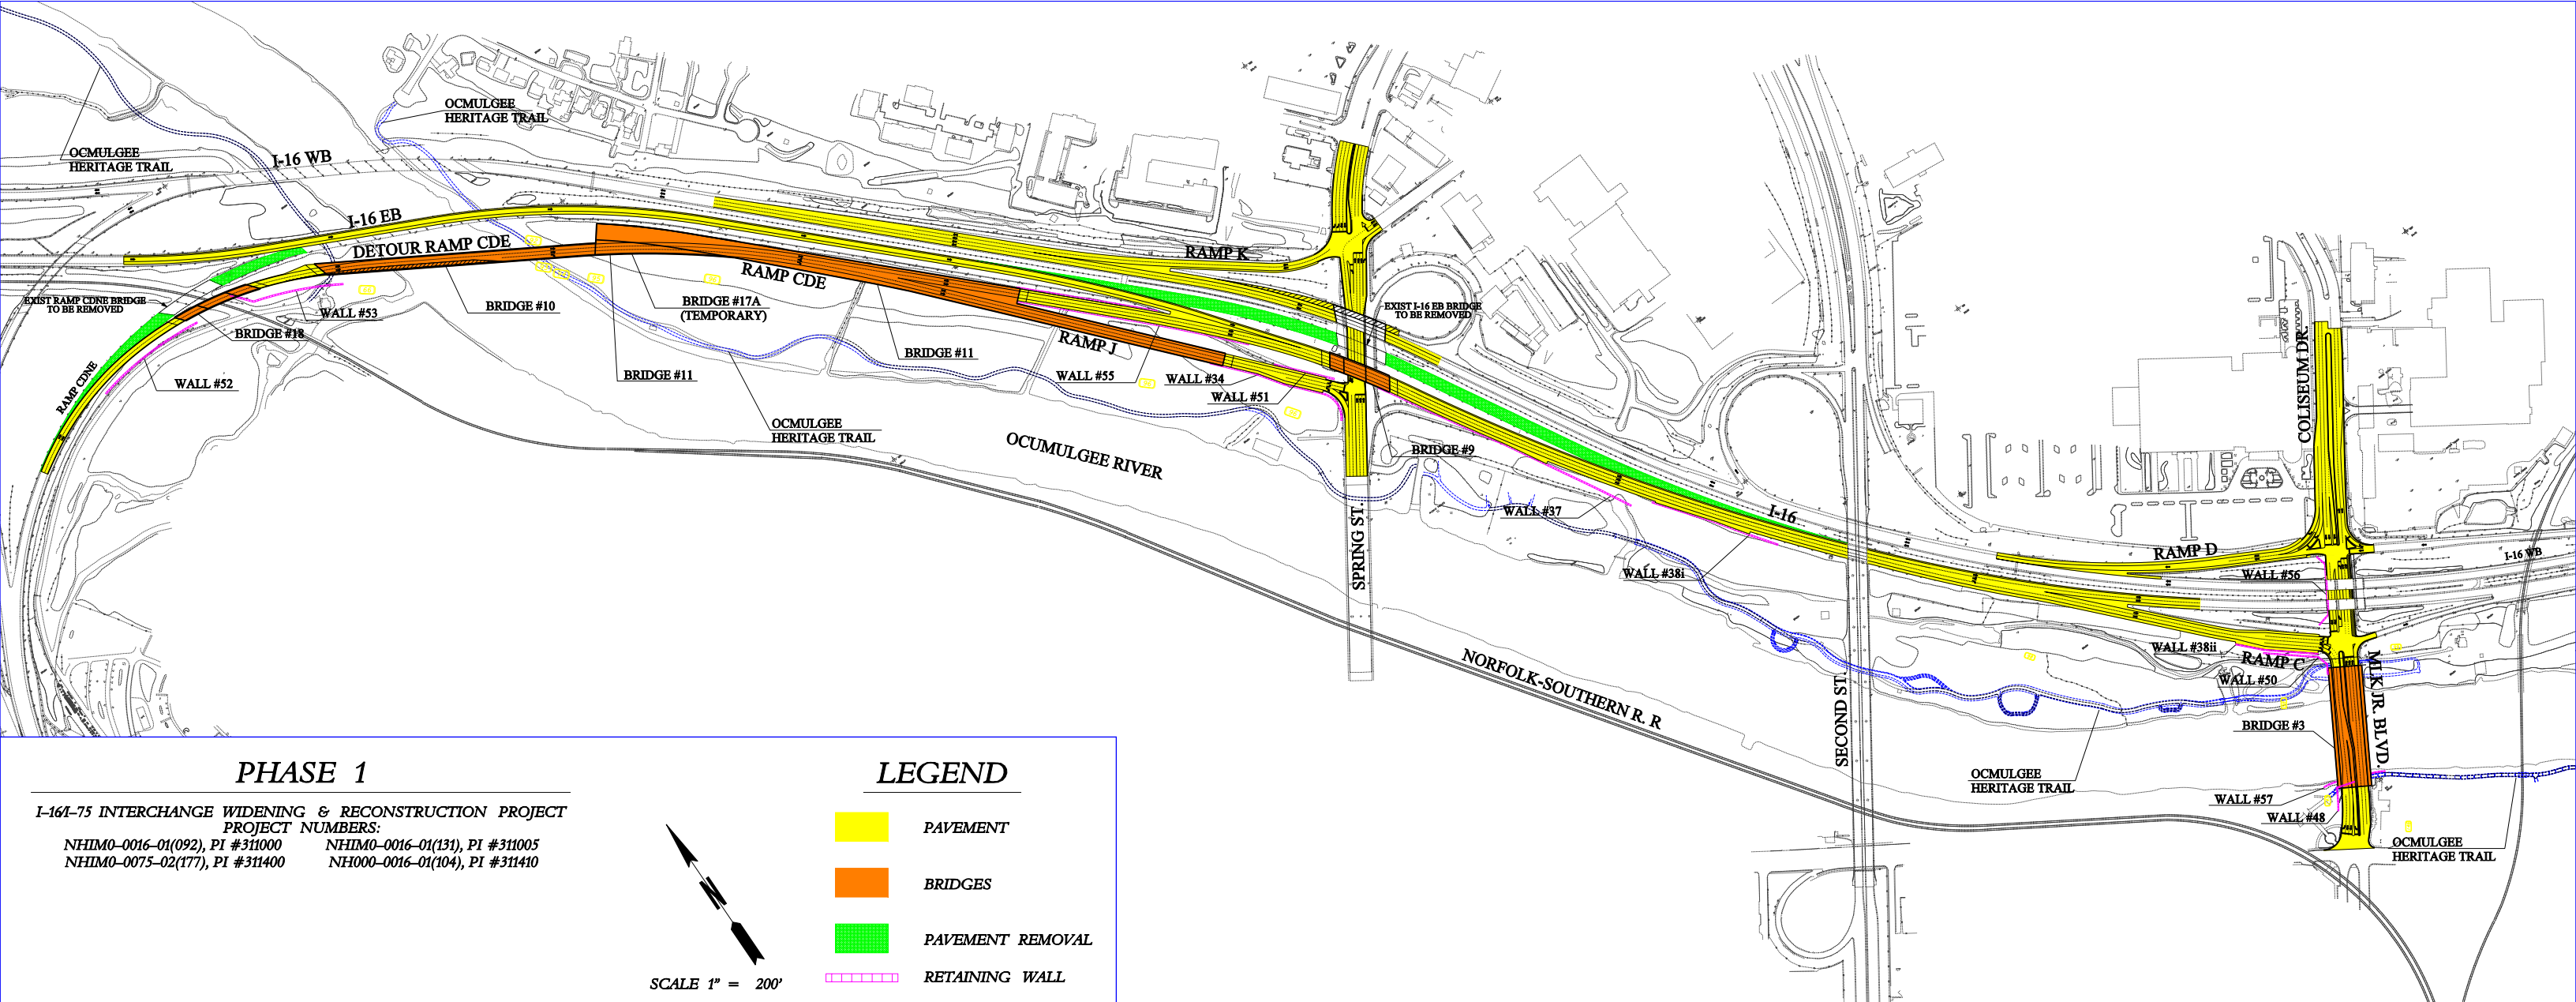 OCMULGEE
HERITAGE TRAIL
OCMULGEE
HERITAGE TRAIL
I-16 WB
I-16 EB
DETOUR RAMP CDE
RAMP K
EXIST RAMP CDNE BRIDGE
TO BE REMOVED
WALL #53
BRIDGE #18
BRIDGE #10
RAMP CDE
BRIDGE #17A
(TEMPORARY)
EXIST I-16 EB BRIDGE
TO BE REMOVED
RAMP CDNE
WALL #52
BRIDGE #11
BRIDGE #11
RAMP J
WALL #55
WALL #34
WALL #51
OCMULGEE
HERITAGE TRAIL
OCUMULGEE RIVER
BRIDGE #9
SPRING ST.
WALL #37
I-16
WALL #38i
COLISEUM DR.
RAMP D
I-16 WB
WALL #56
WALL #38ii
RAMP C
WALL #50
MLK JR. BLVD.
NORFOLK-SOUTHERN R. R
SECOND ST.
BRIDGE #3
OCMULGEE
HERITAGE TRAIL
WALL #57
WALL #48
OCMULGEE
HERITAGE TRAIL
PHASE 1
I-16/I-75 INTERCHANGE WIDENING & RECONSTRUCTION PROJECT
PROJECT NUMBERS:
NHIM0-0016-01(092), PI #311000 NHIM0-0016-01(131), PI #311005
NHIM0-0075-02(177), PI #311400 NH000-0016-01(104), PI #311410
N
SCALE 1" = 200'
LEGEND
PAVEMENT
BRIDGES
PAVEMENT REMOVAL
RETAINING WALL